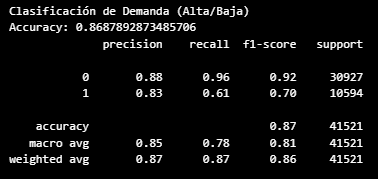 Clasificación de Demanda (Alta/Baja)
Accuracy: 0.8687892873485706
precision recall f1-score support
0 0.88 0.96 0.92 30927
1 0.83 0.61 0.70 10594
accuracy 0.87 41521
macro avg 0.85 0.78 0.81 41521
weighted avg 0.87 0.87 0.86 41521